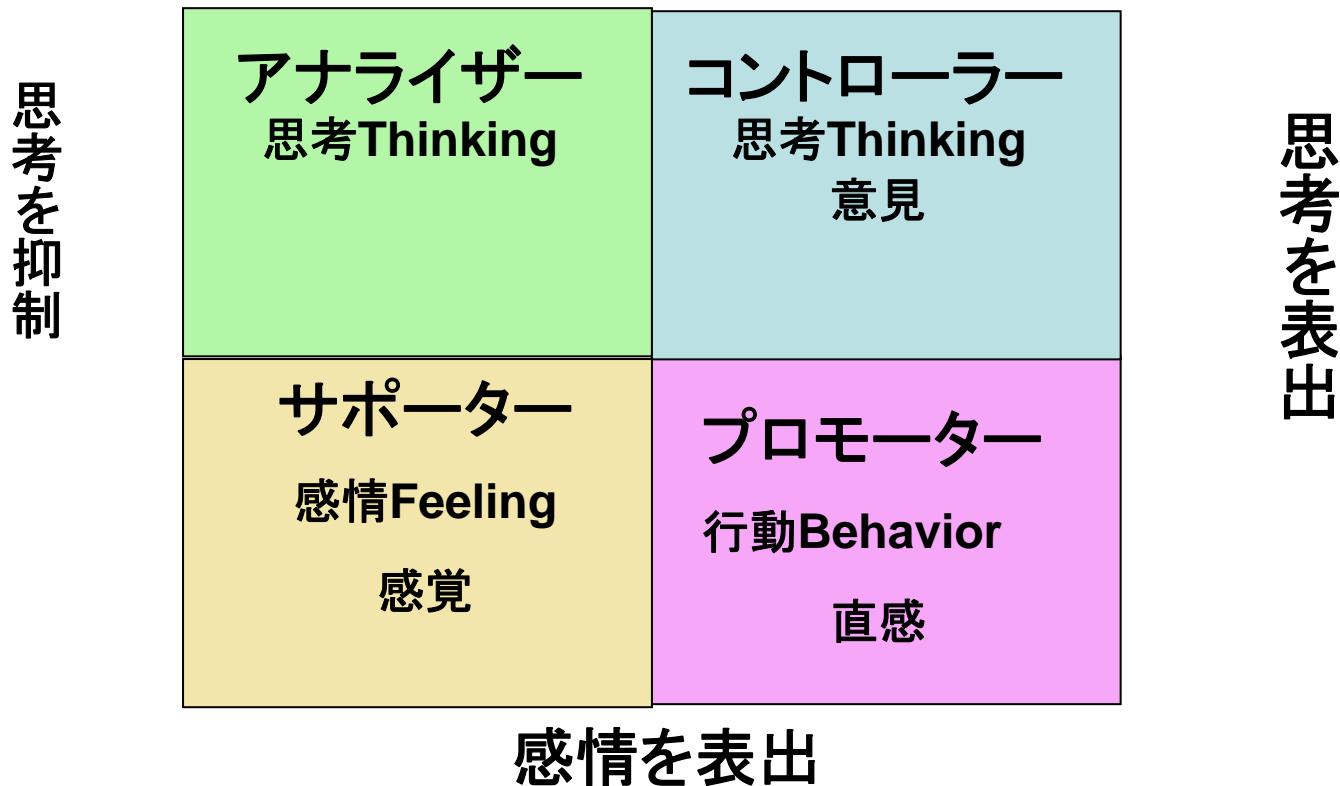 思考を抑制
アナライザー
思考Thinking
コントローラー
思考Thinking
意見
思考を表出
サポーター
感情Feeling
感覚
プロモーター
行動Behavior
直感
感情を表出